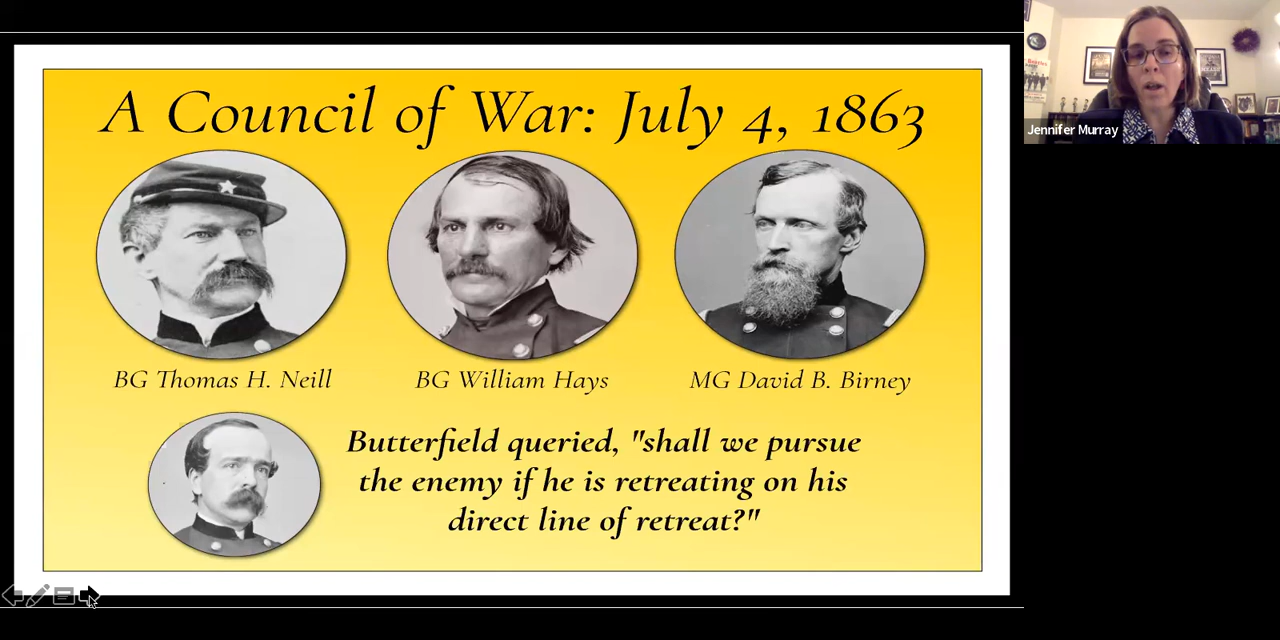 A Council of War: July 4, 1863
BG Thomas H. Neill
BG William Hays
MG David B. Birney
Butterfield queried, "shall we pursue
the enemy if he is retreating on his
direct line of retreat?"
Jennifer Murray